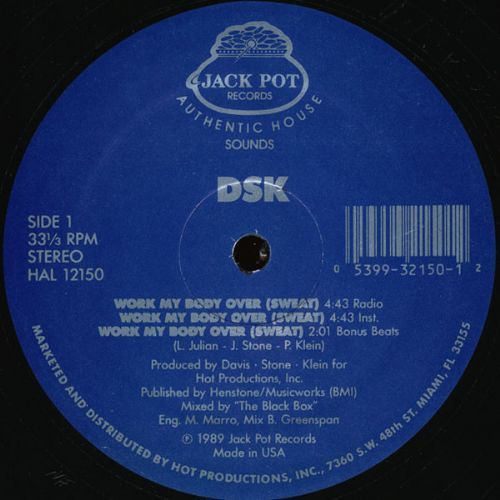 JACK POT
RECORDS
AUTHENTIC HOUSE
SOUNDS
DSK
SIDE 1
33⅓ RPM
STEREO
HAL 12150
0 5399-32150-1 2
WORK MY BODY OVER (SWEAT) 4:43 Radio
WORK MY BODY OVER (SWEAT) 4:43 Inst.
WORK MY BODY OVER (SWEAT) 2:01 Bonus Beats
(L. Julian - J. Stone - P. Klein)
Produced by Davis · Stone · Klein for
Hot Productions, Inc.
Published by Henstone/Musicworks (BMI)
Mixed by "The Black Box"
Eng. M. Marro, Mix B. Greenspan
℗ 1989 Jack Pot Records
Made in USA
MARKETED AND DISTRIBUTED BY HOT PRODUCTIONS, INC., 7360 S.W. 48th ST. MIAMI, FL 33155